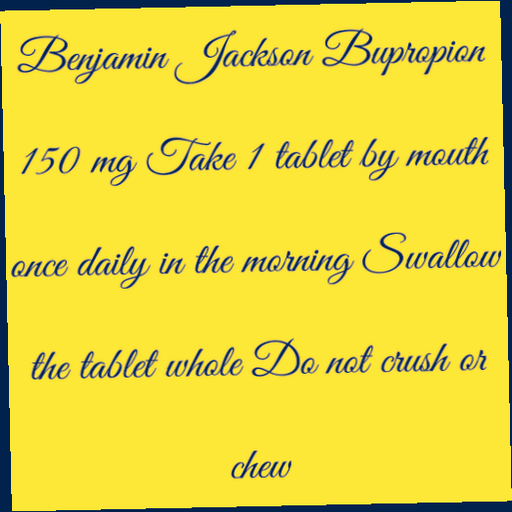 Benjamin Jackson Bupropion
150 mg Take 1 tablet by mouth
once daily in the morning Swallow
the tablet whole Do not crush or
chew